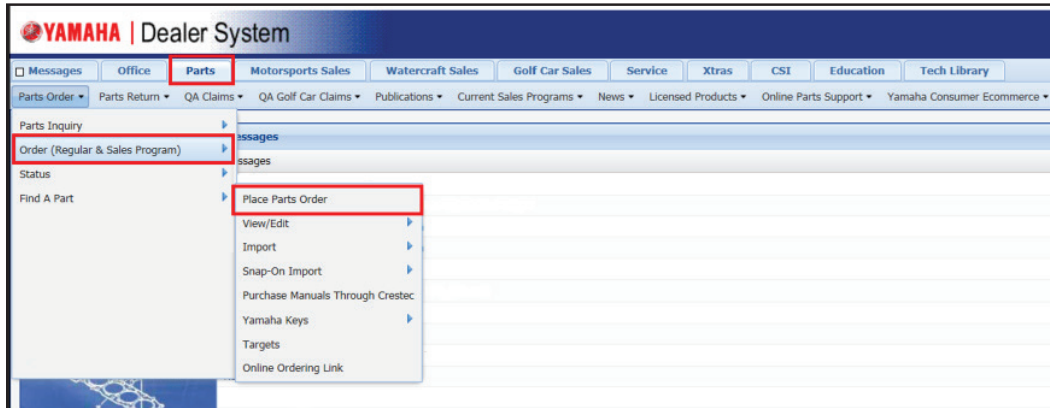 YAMAHA | Dealer System
Messages Office Parts Motorsports Sales Watercraft Sales Golf Car Sales Service Xtras CSI Education Tech Library
Parts Order Parts Return QA Claims QA Golf Car Claims Publications Current Sales Programs News Licensed Products Online Parts Support Yamaha Consumer Ecommerce
Parts Inquiry
Order (Regular & Sales Program)
Status
Find A Part
Place Parts Order
View/Edit
Import
Snap-On Import
Purchase Manuals Through Crestec
Yamaha Keys
Targets
Online Ordering Link